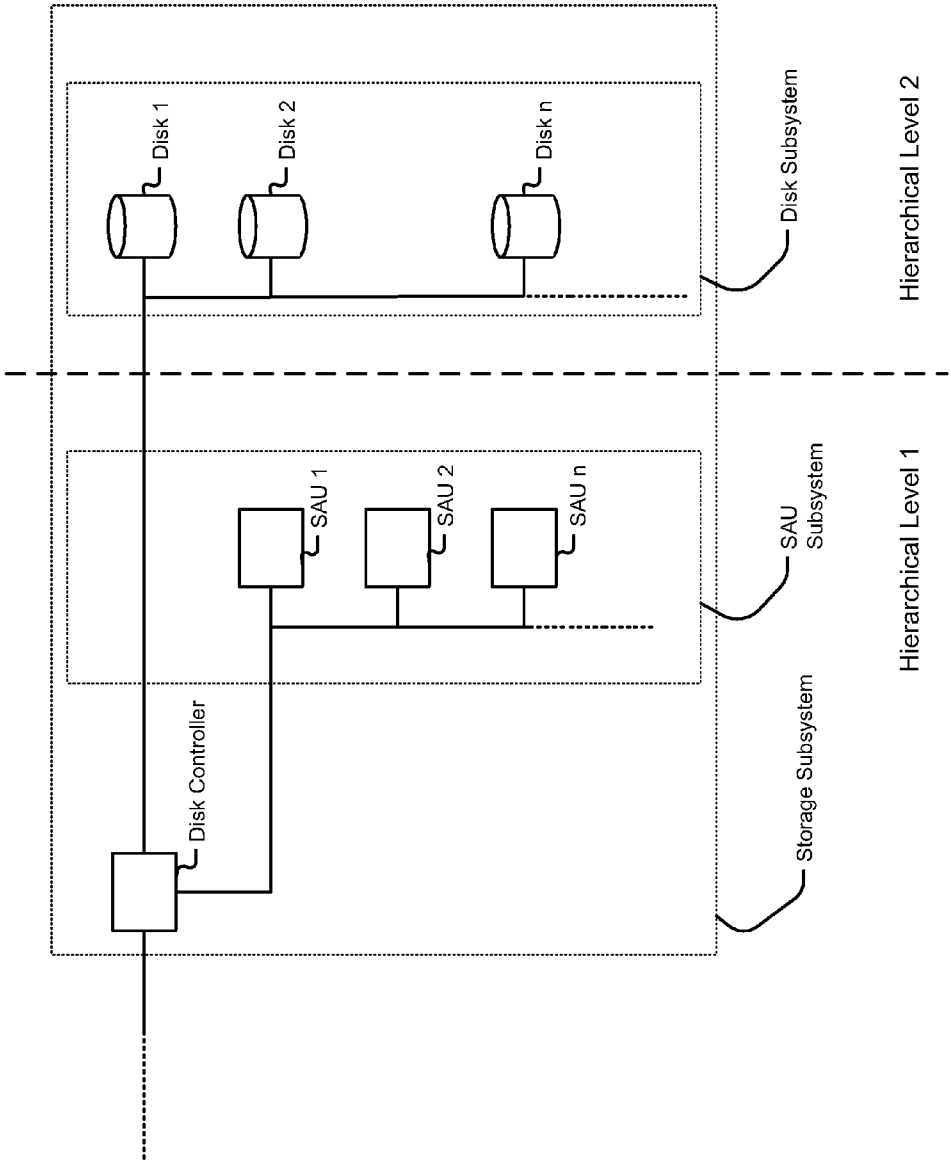 Disk Controller
Disk 1
Disk 2
Disk n
SAU 1
SAU 2
SAU n
Storage Subsystem
SAU
Subsystem
Disk Subsystem
Hierarchical Level 1
Hierarchical Level 2